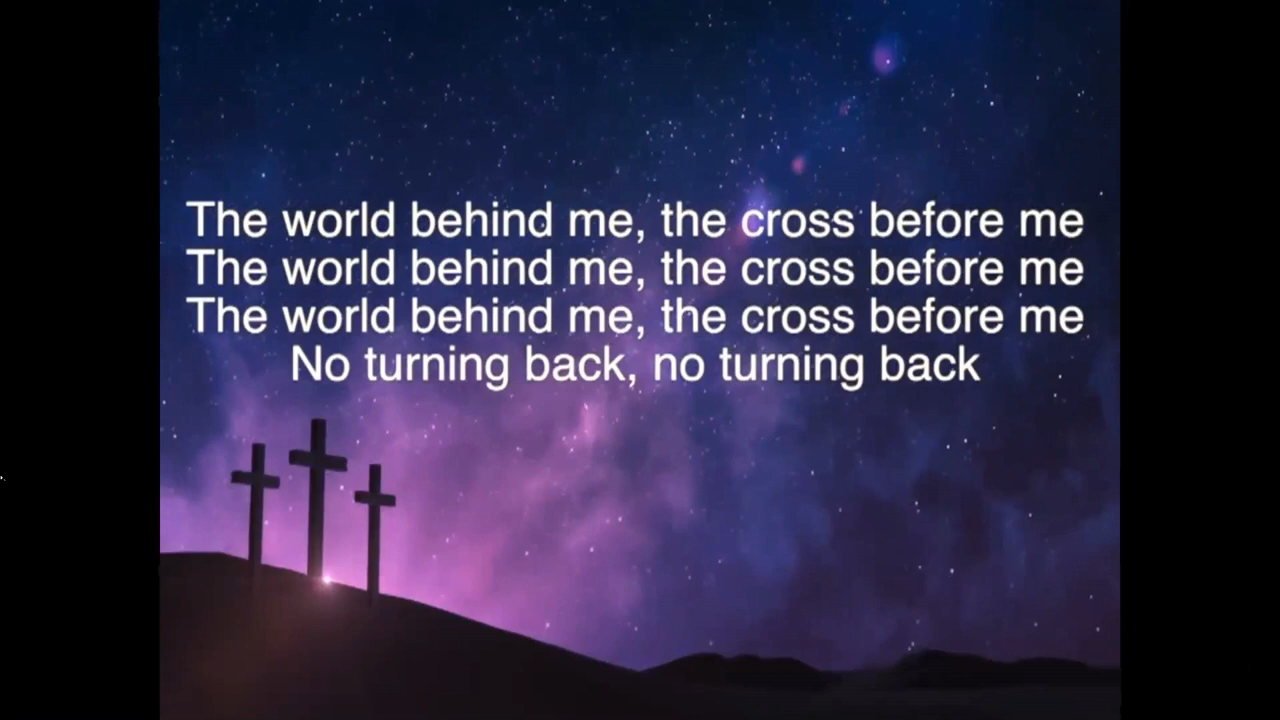 The world behind me, the cross before me
The world behind me, the cross before me
The world behind me, the cross before me
No turning back, no turning back